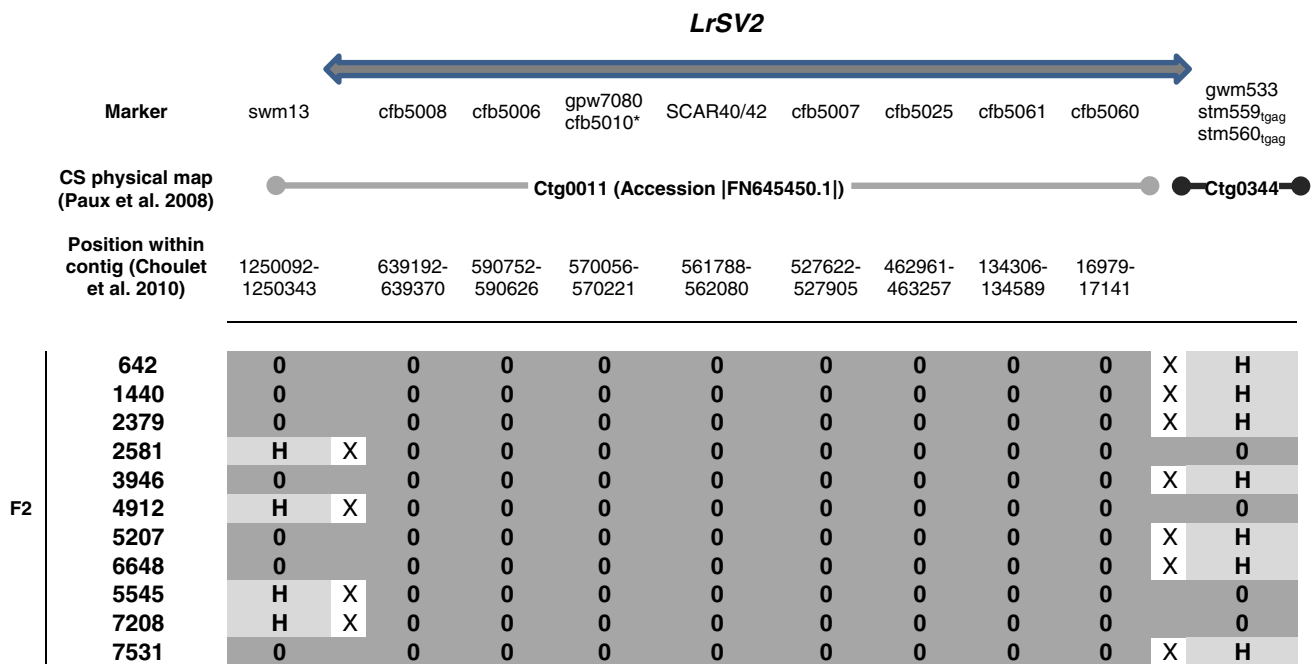 LrSV2
Marker swm13 cfb5008 cfb5006 gpw7080 cfb5010* SCAR40/42 cfb5007 cfb5025 cfb5061 cfb5060 gwm533 stm559tgag stm560tgag
CS physical map
(Paux et al. 2008)
Ctg0011 (Accession |FN645450.1|) Ctg0344
Position within
contig (Choulet
et al. 2010)
1250092- 639192- 590752- 570056- 561788- 527622- 462961- 134306- 16979-
1250343 639370 590626 570221 562080 527905 463257 134589 17141
642 0 0 0 0 0 0 0 0 0 X H
1440 0 0 0 0 0 0 0 0 0 X H
2379 0 0 0 0 0 0 0 0 0 X H
2581 H X 0 0 0 0 0 0 0 0 0
3946 0 0 0 0 0 0 0 0 0 X H
F2 4912 H X 0 0 0 0 0 0 0 0 0
5207 0 0 0 0 0 0 0 0 0 X H
6648 0 0 0 0 0 0 0 0 0 X H
5545 H X 0 0 0 0 0 0 0 0 0
7208 H X 0 0 0 0 0 0 0 0 0
7531 0 0 0 0 0 0 0 0 0 X H